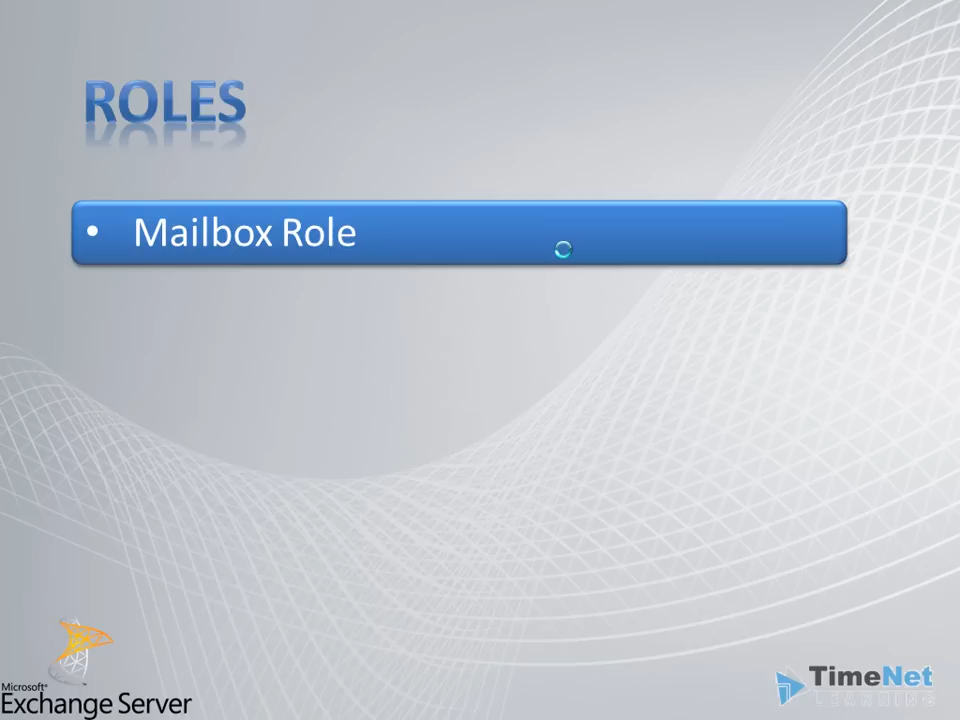 ROLES
• Mailbox Role
Microsoft®
Exchange Server
TimeNet
LEARNING